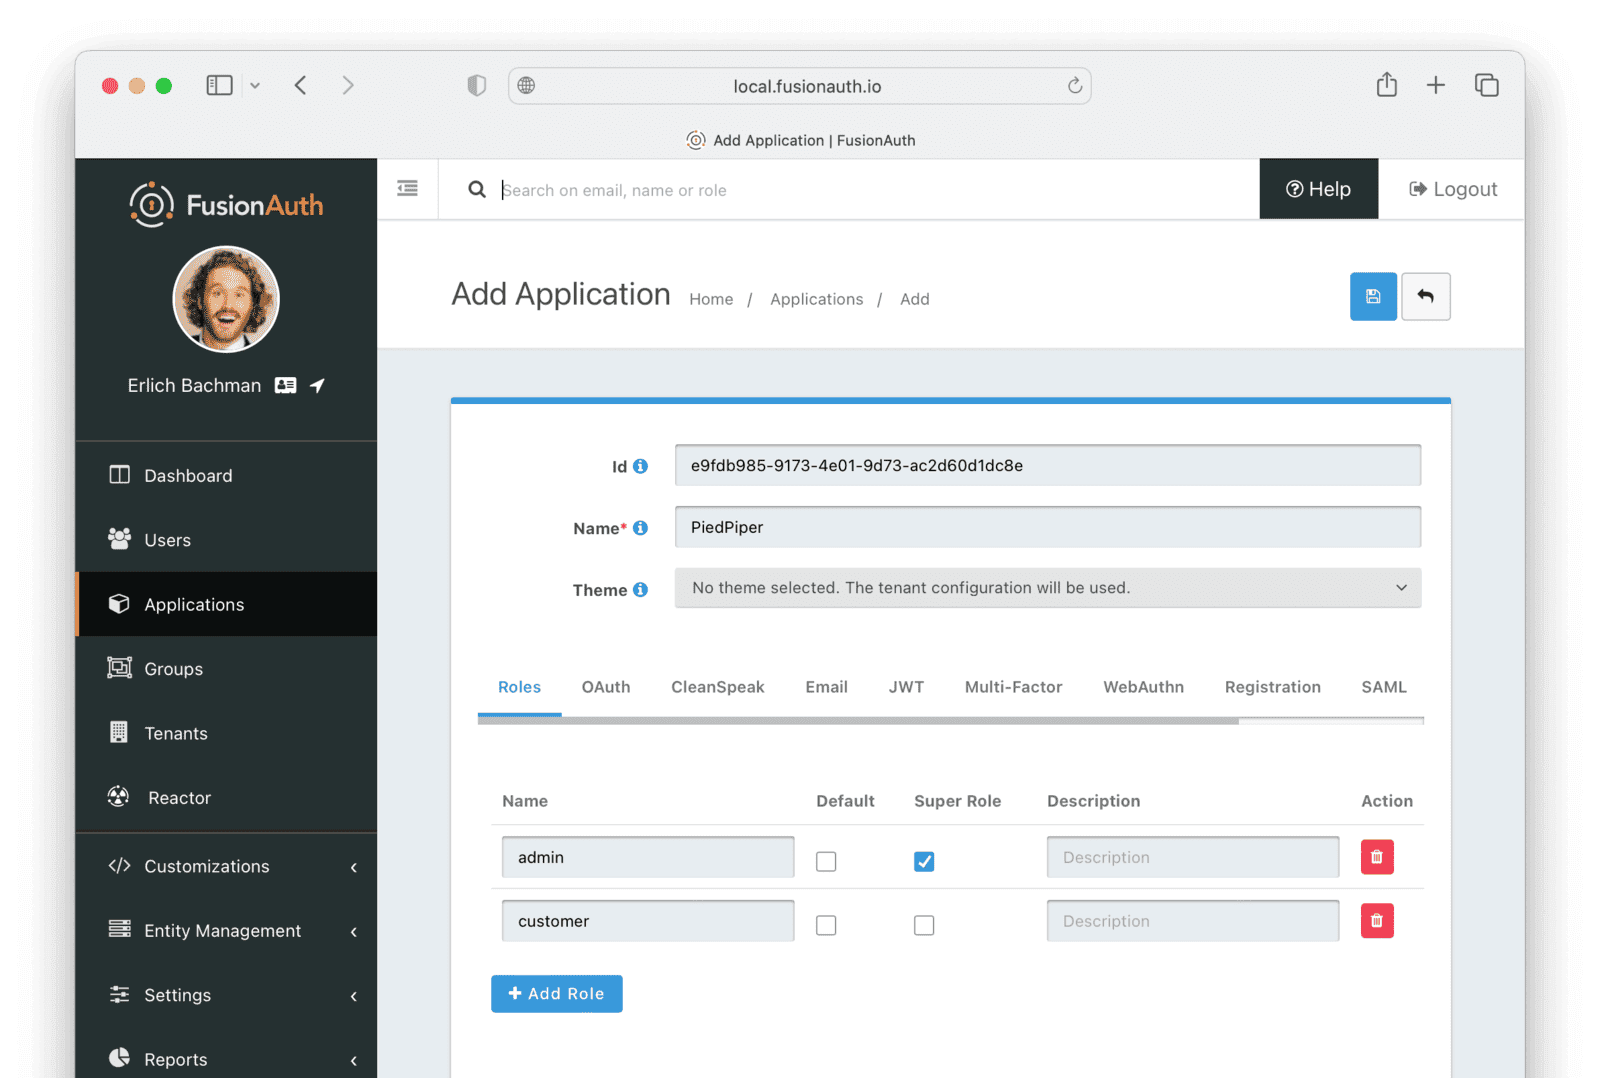 local.fusionauth.io
Add Application | FusionAuth
FusionAuth
Search on email, name or role
Help
Logout
Erlich Bachman
Add Application
Home / Applications / Add
Dashboard
Users
Applications
Groups
Tenants
Reactor
Customizations
Entity Management
Settings
Reports
Id
e9fdb985-9173-4e01-9d73-ac2d60d1dc8e
Name*
PiedPiper
Theme
No theme selected. The tenant configuration will be used.
Roles OAuth CleanSpeak Email JWT Multi-Factor WebAuthn Registration SAML
Name Default Super Role Description Action
admin Description
customer Description
+ Add Role